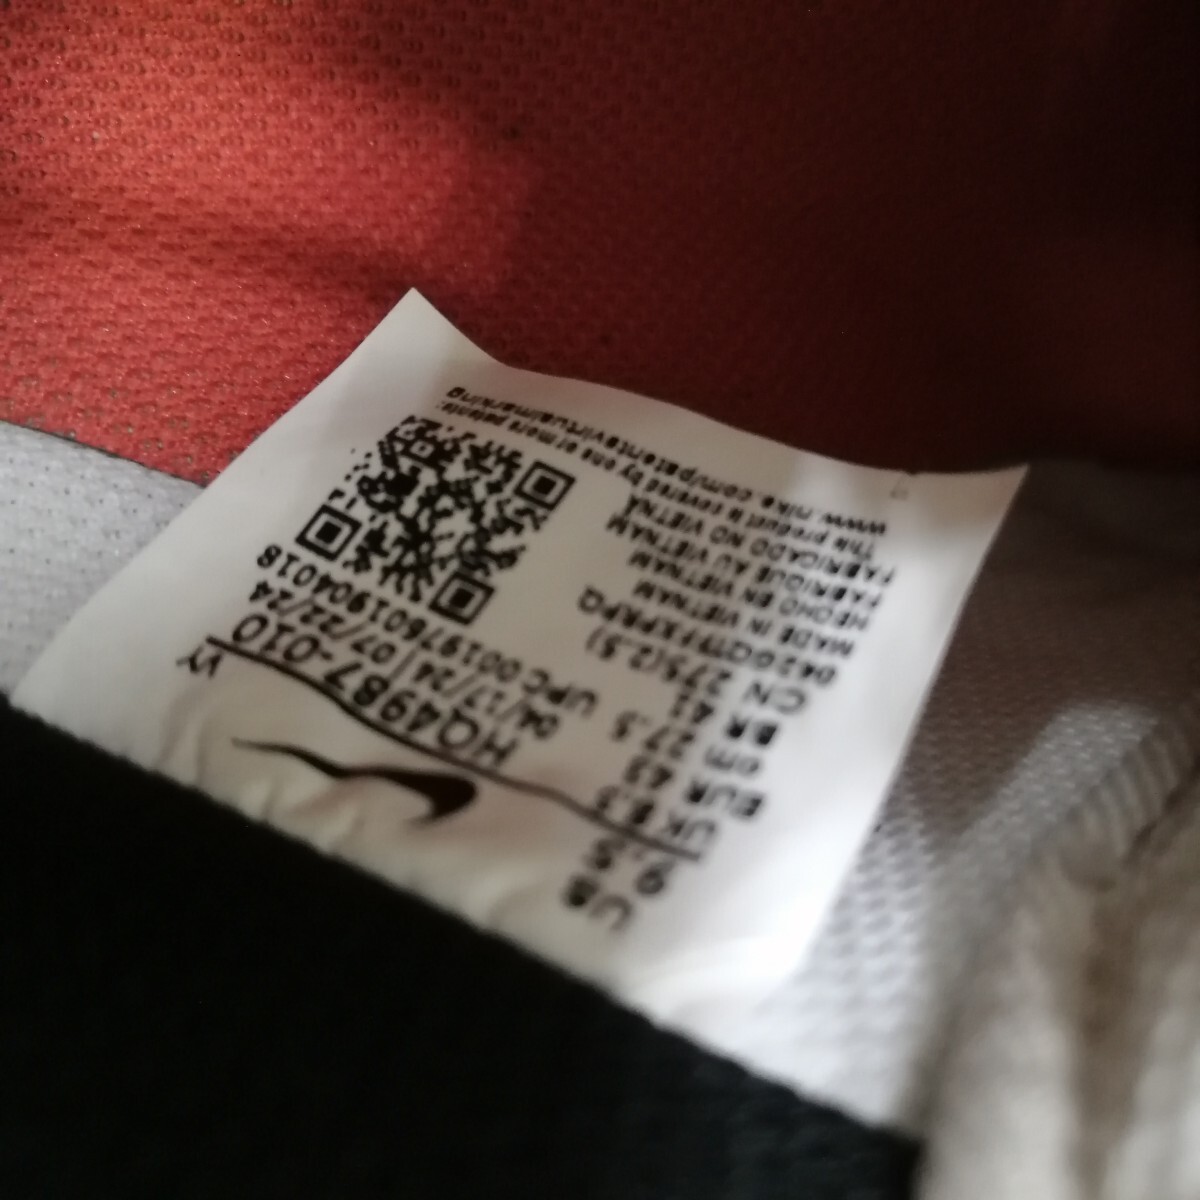 US
9.5
UK 8.5
EUR 43
cm 27.5
BR 41
CN 275(2.5)
MADE IN VIETNAM
HECHO EN VIETNAM
FABRIQUE AU VIETNAM
FABRICADO NO VIETNÃ
This product is covered by one or more patents:
www.nike.com/patentsvirtualmarking
VY
HQ4987-010
04/17/24 07/22/24
UPC 00197601904018